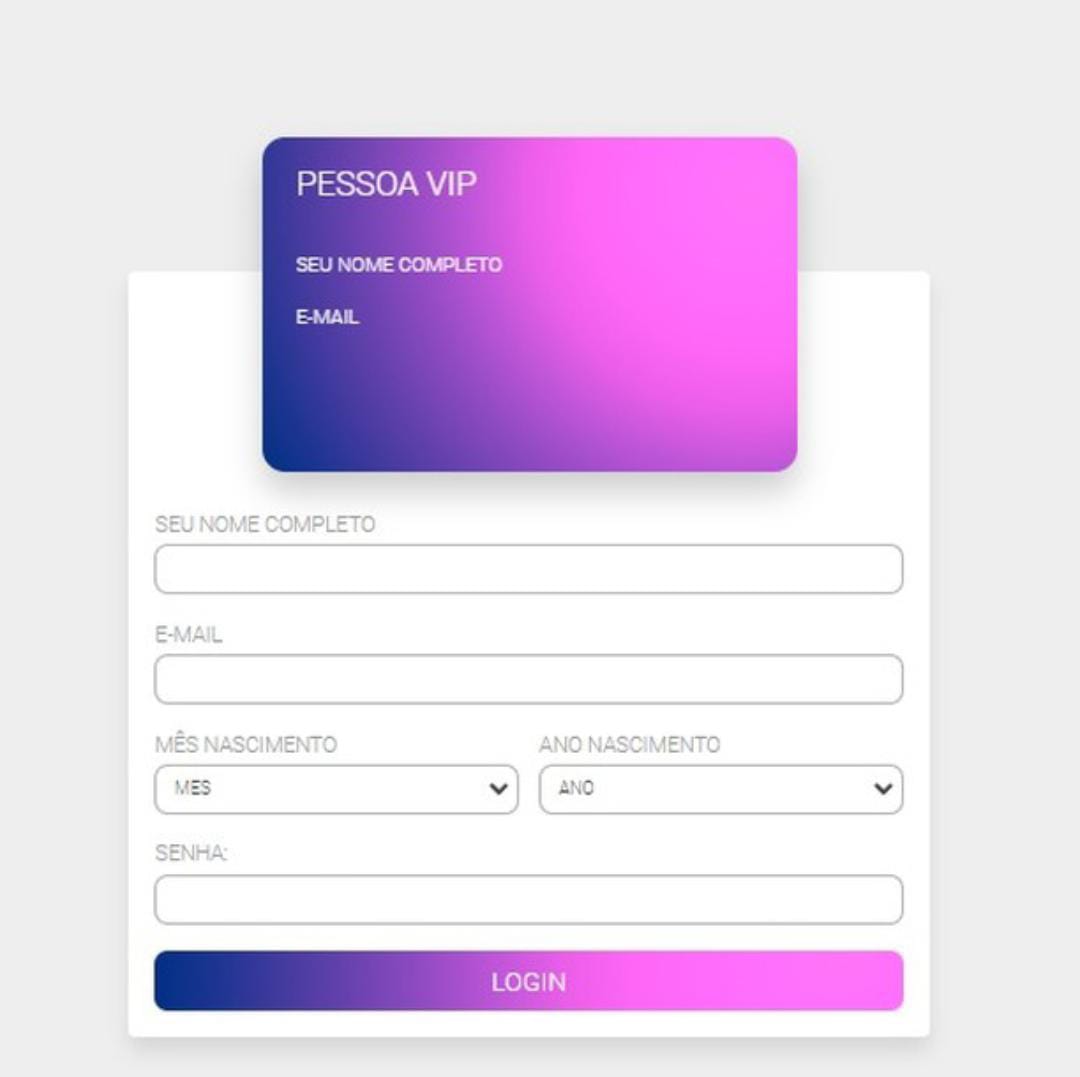 PESSOA VIP
SEU NOME COMPLETO
E-MAIL
SEU NOME COMPLETO
E-MAIL
MÊS NASCIMENTO ANO NASCIMENTO
MES ANO
SENHA:
LOGIN